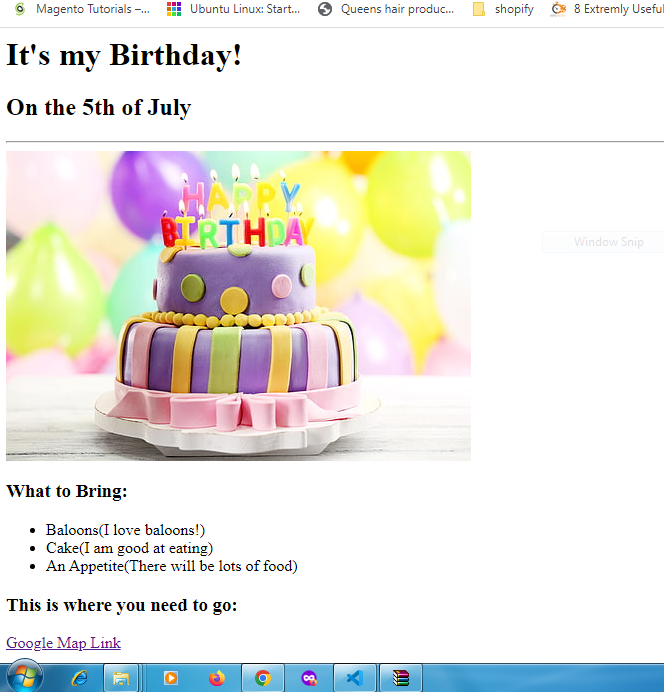 Magento Tutorials –...
Ubuntu Linux: Start...
Queens hair produc...
shopify
8 Extremly Useful
It's my Birthday!
On the 5th of July
HAPPY
BIRTHDAY
Window Snip
What to Bring:
Baloons(I love baloons!)
Cake(I am good at eating)
An Appetite(There will be lots of food)
This is where you need to go:
Google Map Link